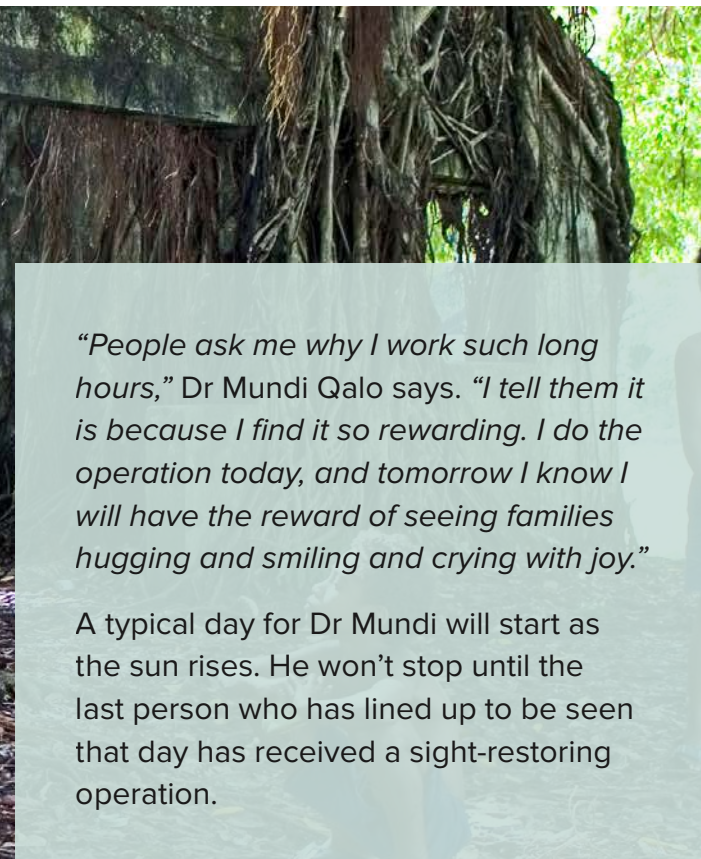 “People ask me why I work such long
hours,” Dr Mundi Qalo says. “I tell them it
is because I find it so rewarding. I do the
operation today, and tomorrow I know I
will have the reward of seeing families
hugging and smiling and crying with joy.”
A typical day for Dr Mundi will start as
the sun rises. He won’t stop until the
last person who has lined up to be seen
that day has received a sight-restoring
operation.